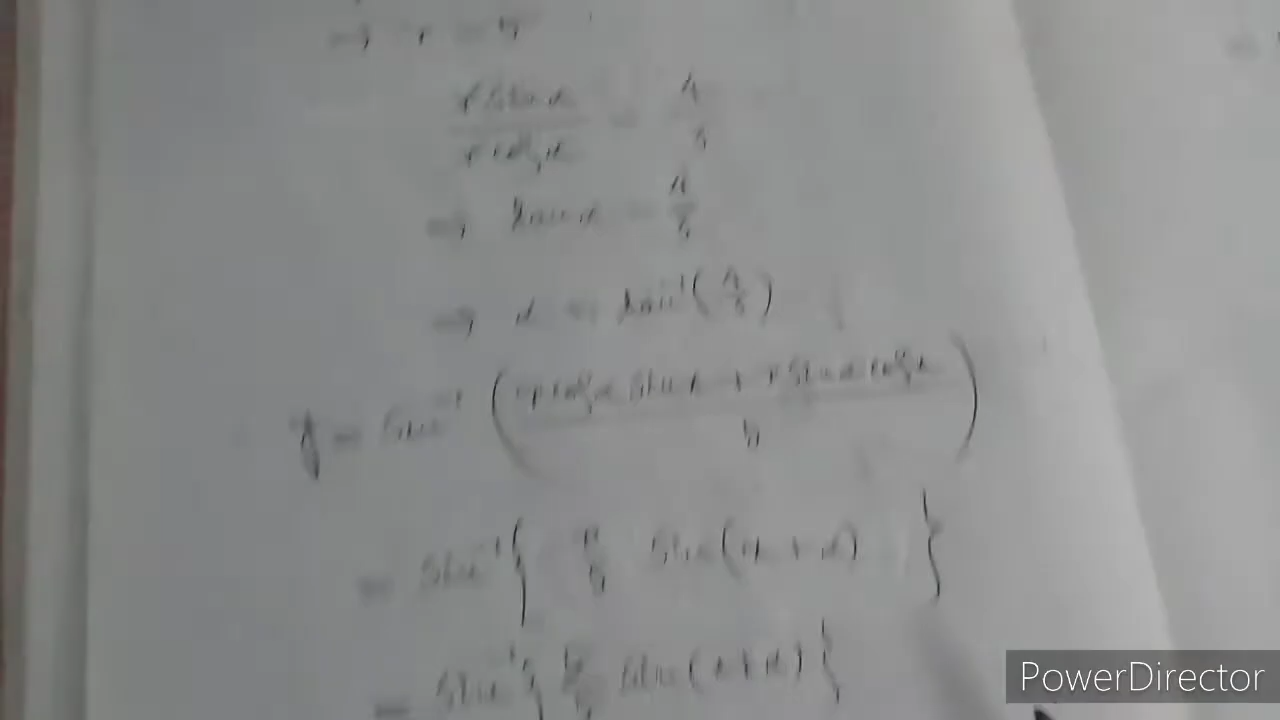 ⇒ r = 5
r sin α / r cos α = 4/3
⇒ tan α = 4/3
⇒ α = tan⁻¹(4/3)
y = sin⁻¹( (r cos α sin x + r sin α cos x) / 5 )
= sin⁻¹{ r/5 sin(x+α) }
= sin⁻¹{ 5/5 sin(x+α) }
PowerDirector